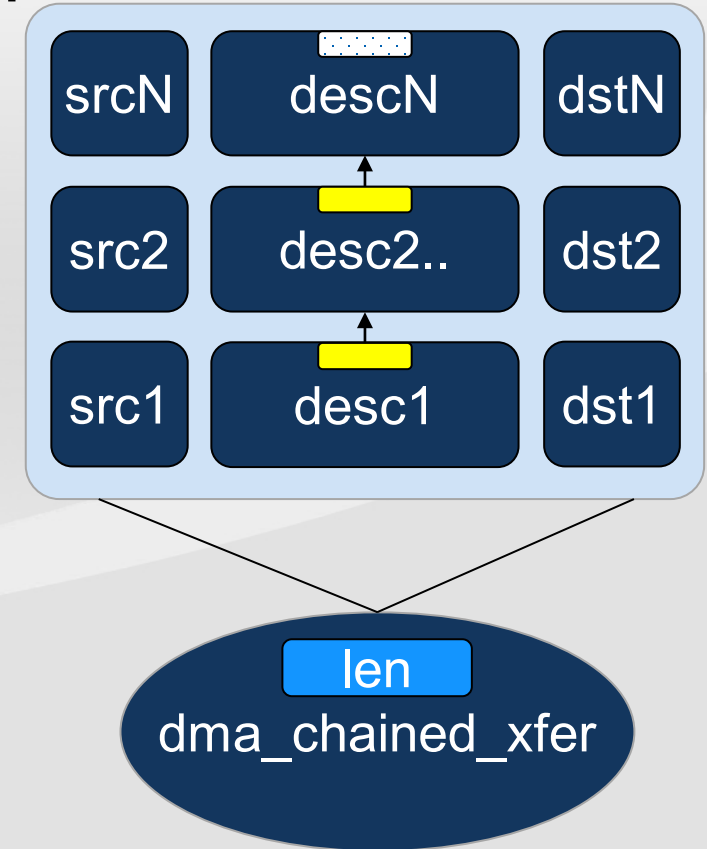 srcN descN dstN
src2 desc2.. dst2
src1 desc1 dst1
len
dma_chained_xfer